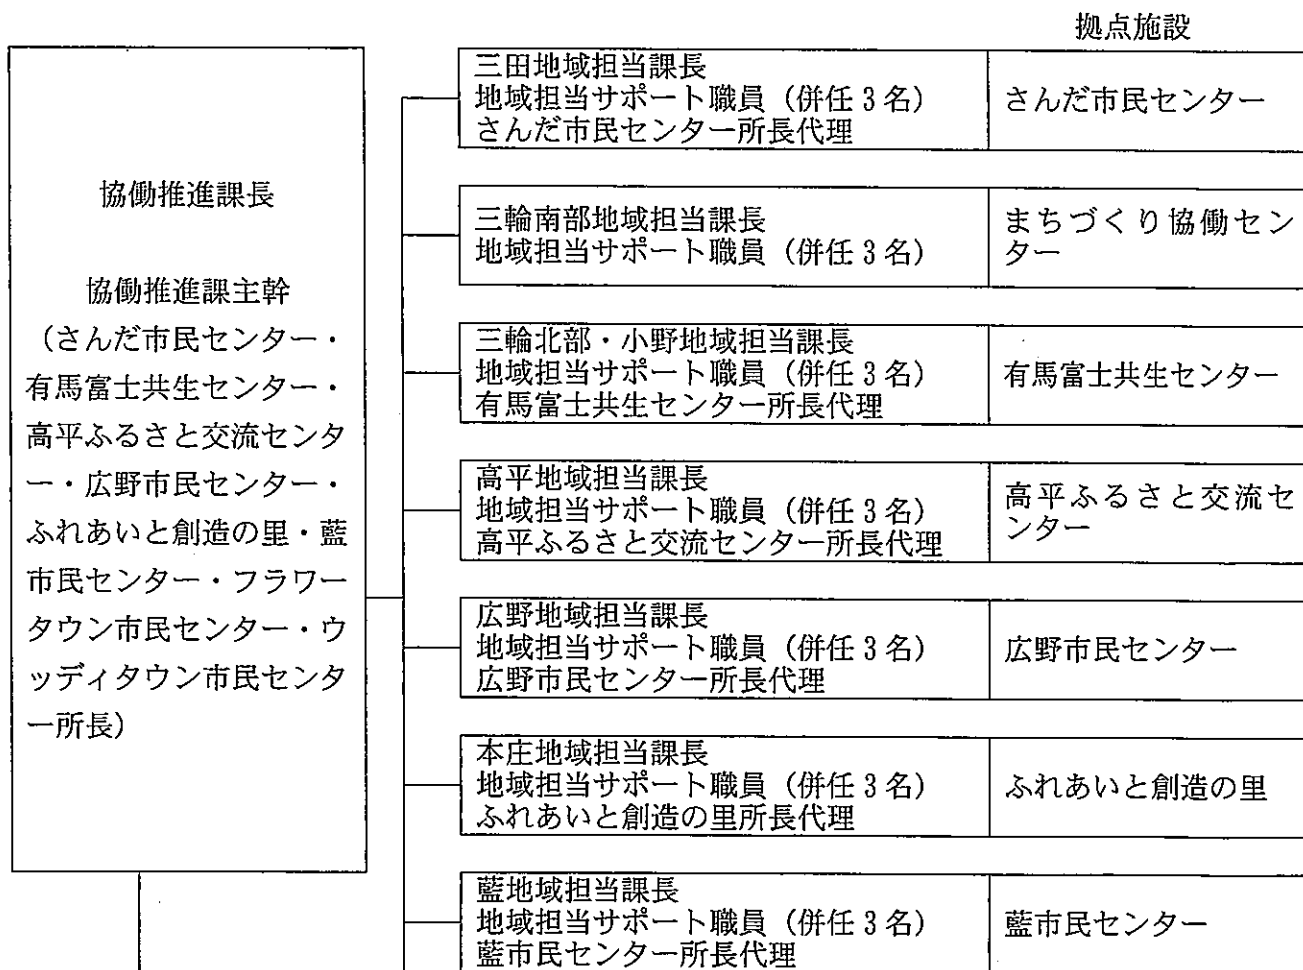 拠点施設
協働推進課長
協働推進課主幹
（さんだ市民センター・
有馬富士共生センター・
高平ふるさと交流センタ
ー・広野市民センター・
ふれあいと創造の里・藍
市民センター・フラワー
タウン市民センター・ウ
ッディタウン市民センタ
ー所長）
三田地域担当課長
地域担当サポート職員（併任３名）
さんだ市民センター所長代理
さんだ市民センター
三輪南部地域担当課長
地域担当サポート職員（併任３名）
まちづくり協働セン
ター
三輪北部・小野地域担当課長
地域担当サポート職員（併任３名）
有馬富士共生センター所長代理
有馬富士共生センター
高平地域担当課長
地域担当サポート職員（併任３名）
高平ふるさと交流センター所長代理
高平ふるさと交流セ
ンター
広野地域担当課長
地域担当サポート職員（併任３名）
広野市民センター所長代理
広野市民センター
本庄地域担当課長
地域担当サポート職員（併任３名）
ふれあいと創造の里所長代理
ふれあいと創造の里
藍地域担当課長
地域担当サポート職員（併任３名）
藍市民センター所長代理
藍市民センター